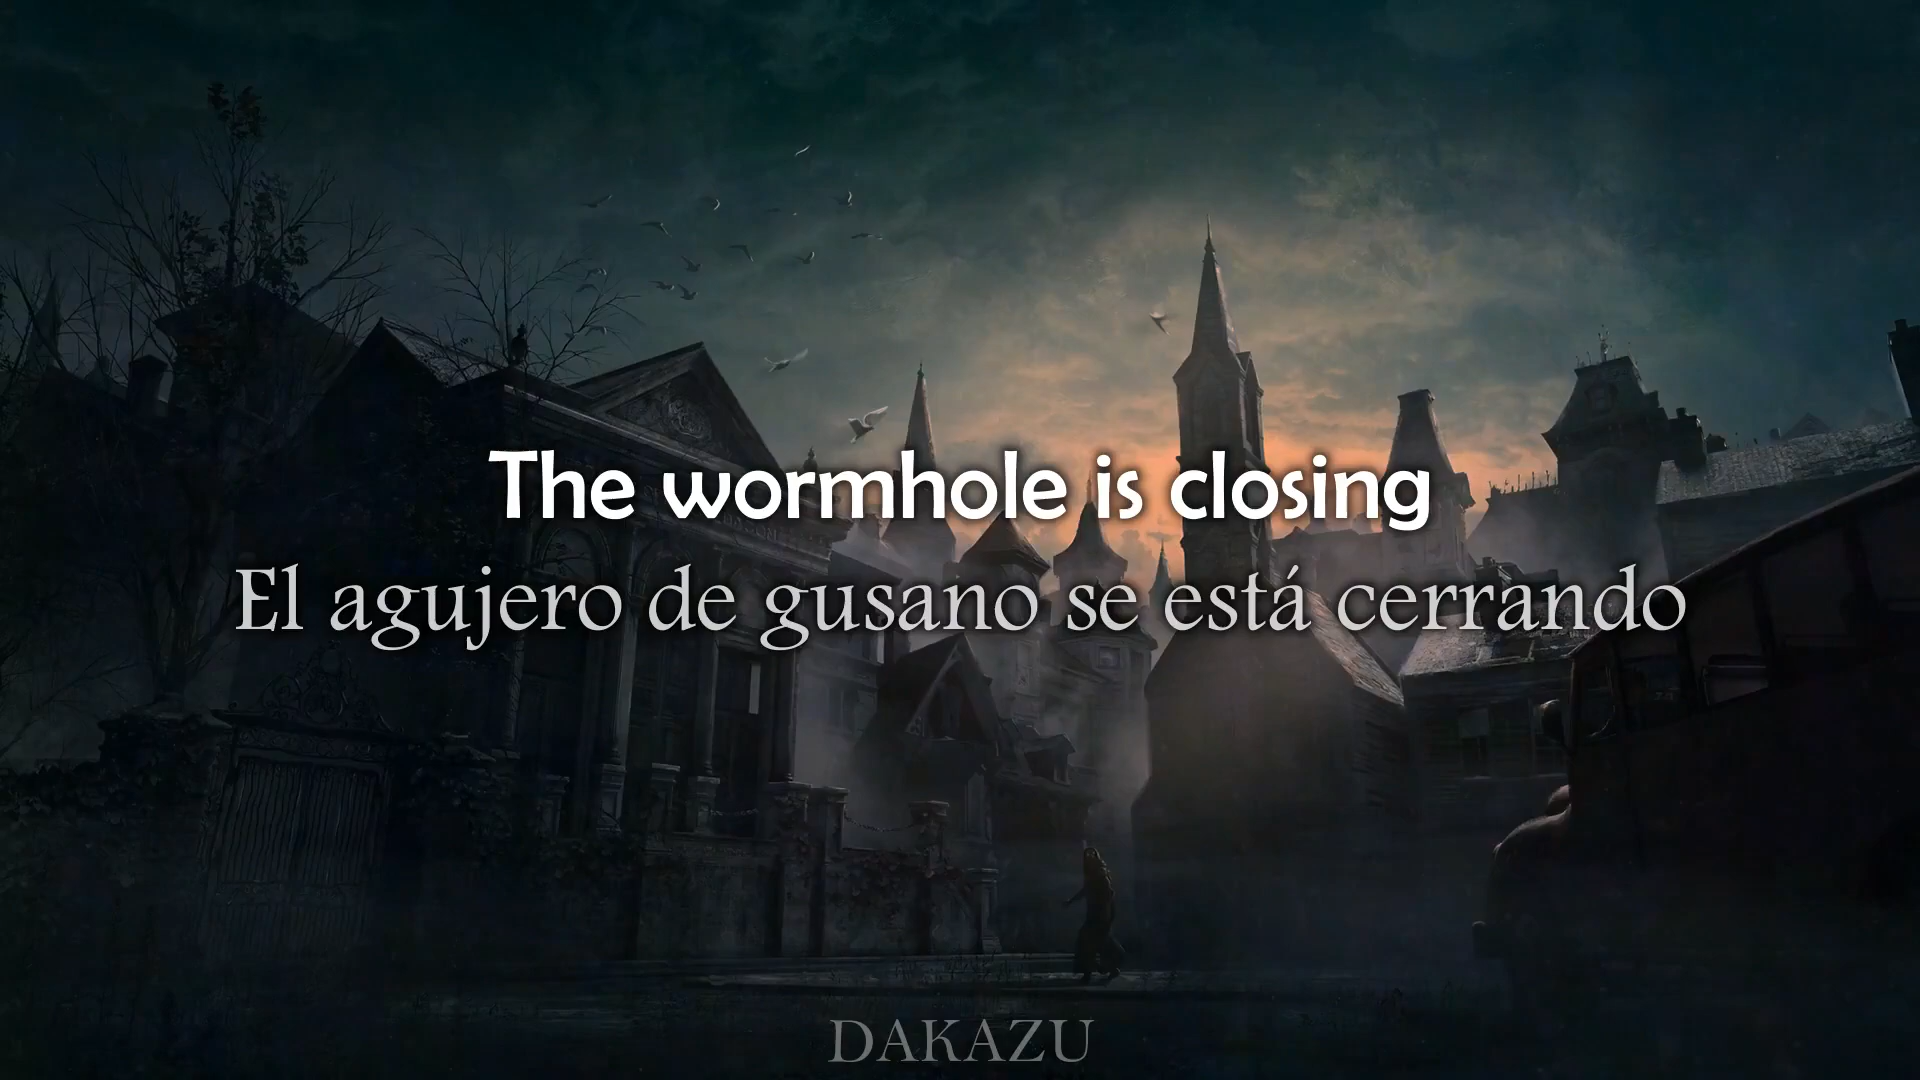 The wormhole is closing
El agujero de gusano se está cerrando
DAKAZU